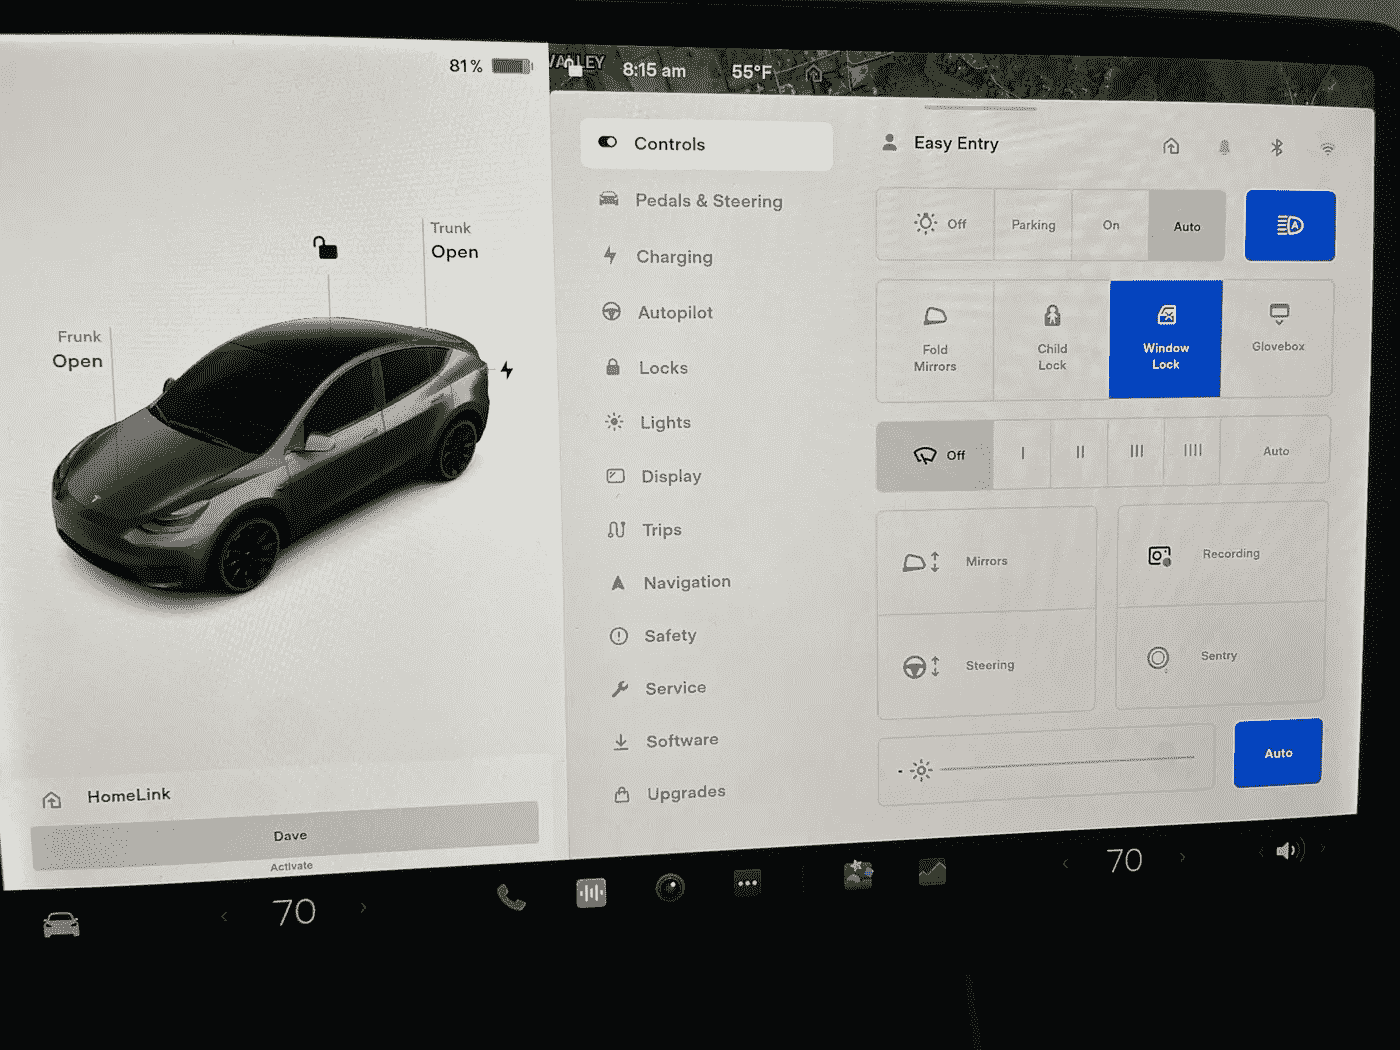 81%
VALLEY
8:15 am
55°F
Trunk
Open
Frunk
Open
HomeLink
Dave
Activate
Controls
Pedals & Steering
Charging
Autopilot
Locks
Lights
Display
Trips
Navigation
Safety
Service
Software
Upgrades
Easy Entry
Off
Parking
On
Auto
A
Fold
Mirrors
Child
Lock
Window
Lock
Glovebox
Off
I
II
III
IIII
Auto
Mirrors
Recording
Steering
Sentry
Auto
70
70